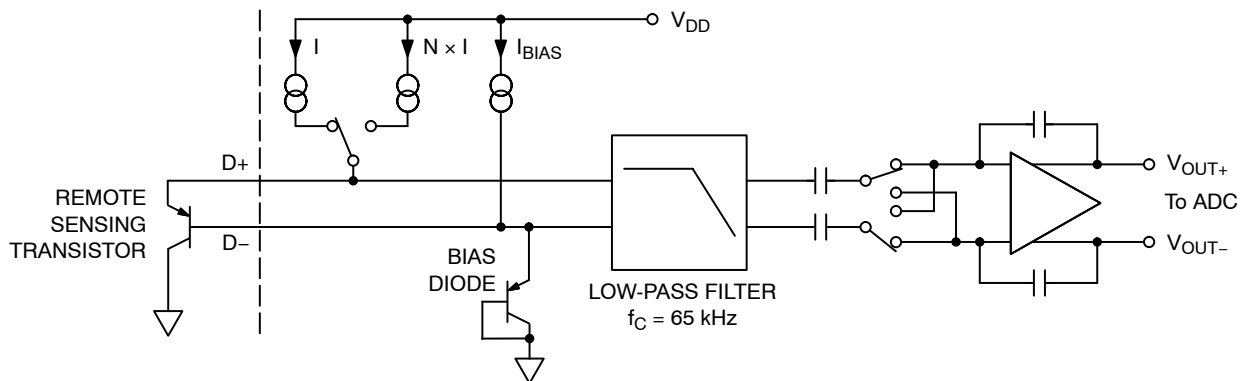 V_DD
I
N × I
I_BIAS
D+
REMOTE
SENSING
TRANSISTOR
D−
BIAS
DIODE
LOW-PASS FILTER
f_C = 65 kHz
V_OUT+
To ADC
V_OUT−